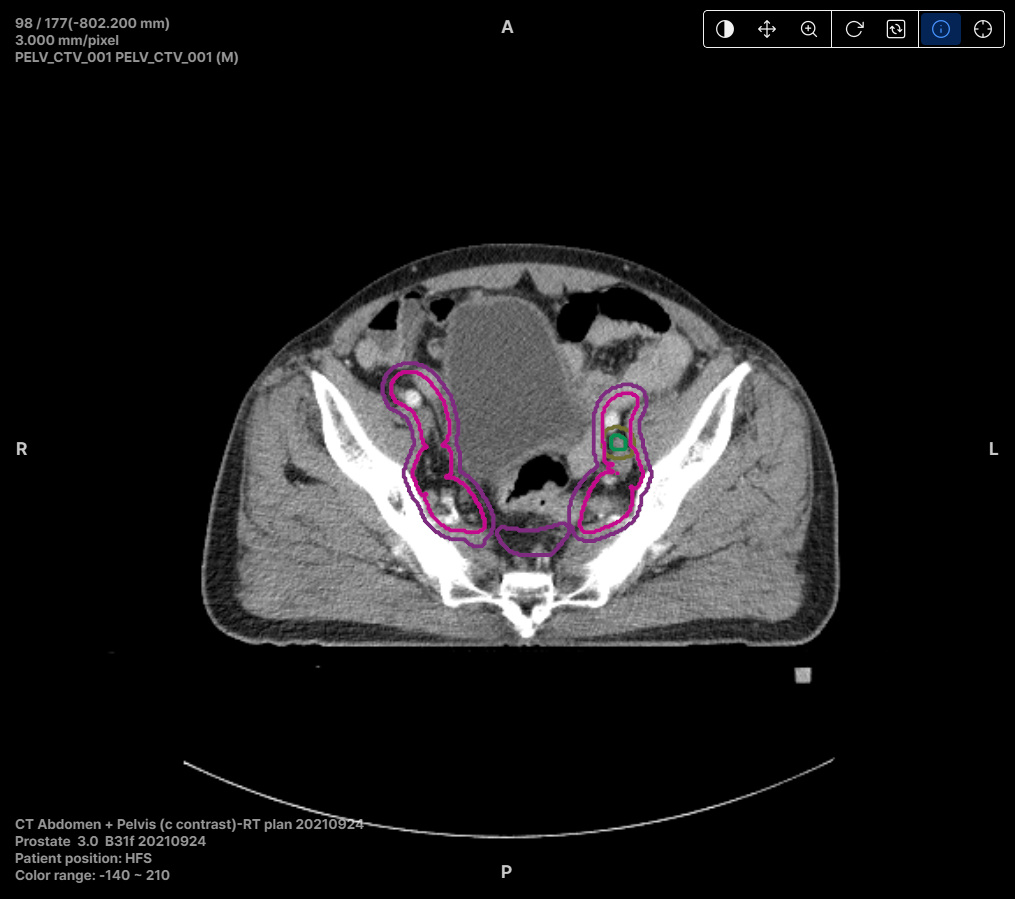 98 / 177(-802.200 mm)
3.000 mm/pixel
PELV_CTV_001 PELV_CTV_001 (M)
A
R
L
CT Abdomen + Pelvis (c contrast)-RT plan 20210924
Prostate 3.0 B31f 20210924
Patient position: HFS
Color range: -140 ~ 210
P